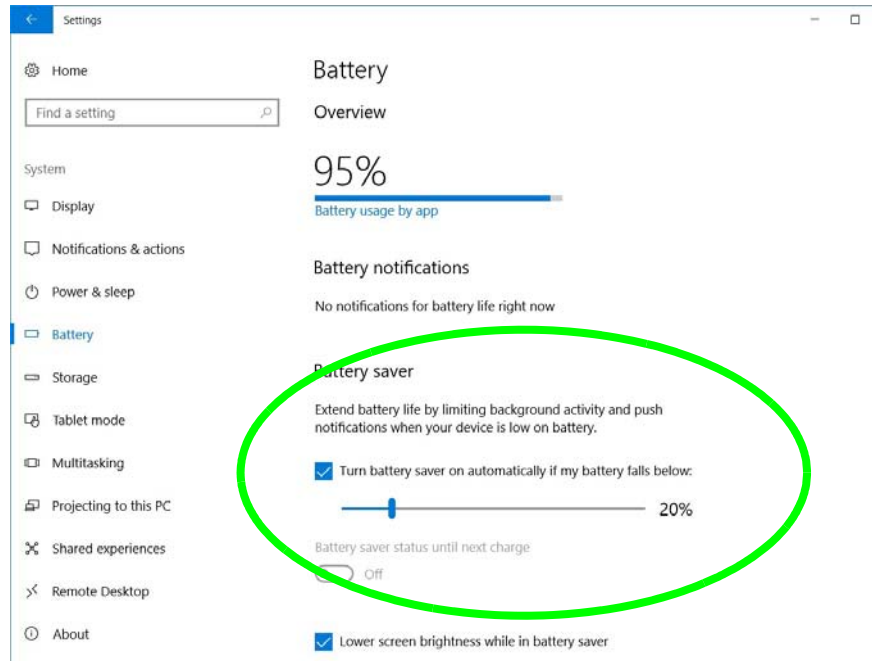 Settings
Home
Find a setting
System
Display
Notifications & actions
Power & sleep
Battery
Storage
Tablet mode
Multitasking
Projecting to this PC
Shared experiences
Remote Desktop
About
Battery
Overview
95%
Battery usage by app
Battery notifications
No notifications for battery life right now
Battery saver
Extend battery life by limiting background activity and push
notifications when your device is low on battery.
Turn battery saver on automatically if my battery falls below:
20%
Battery saver status until next charge
Off
Lower screen brightness while in battery saver